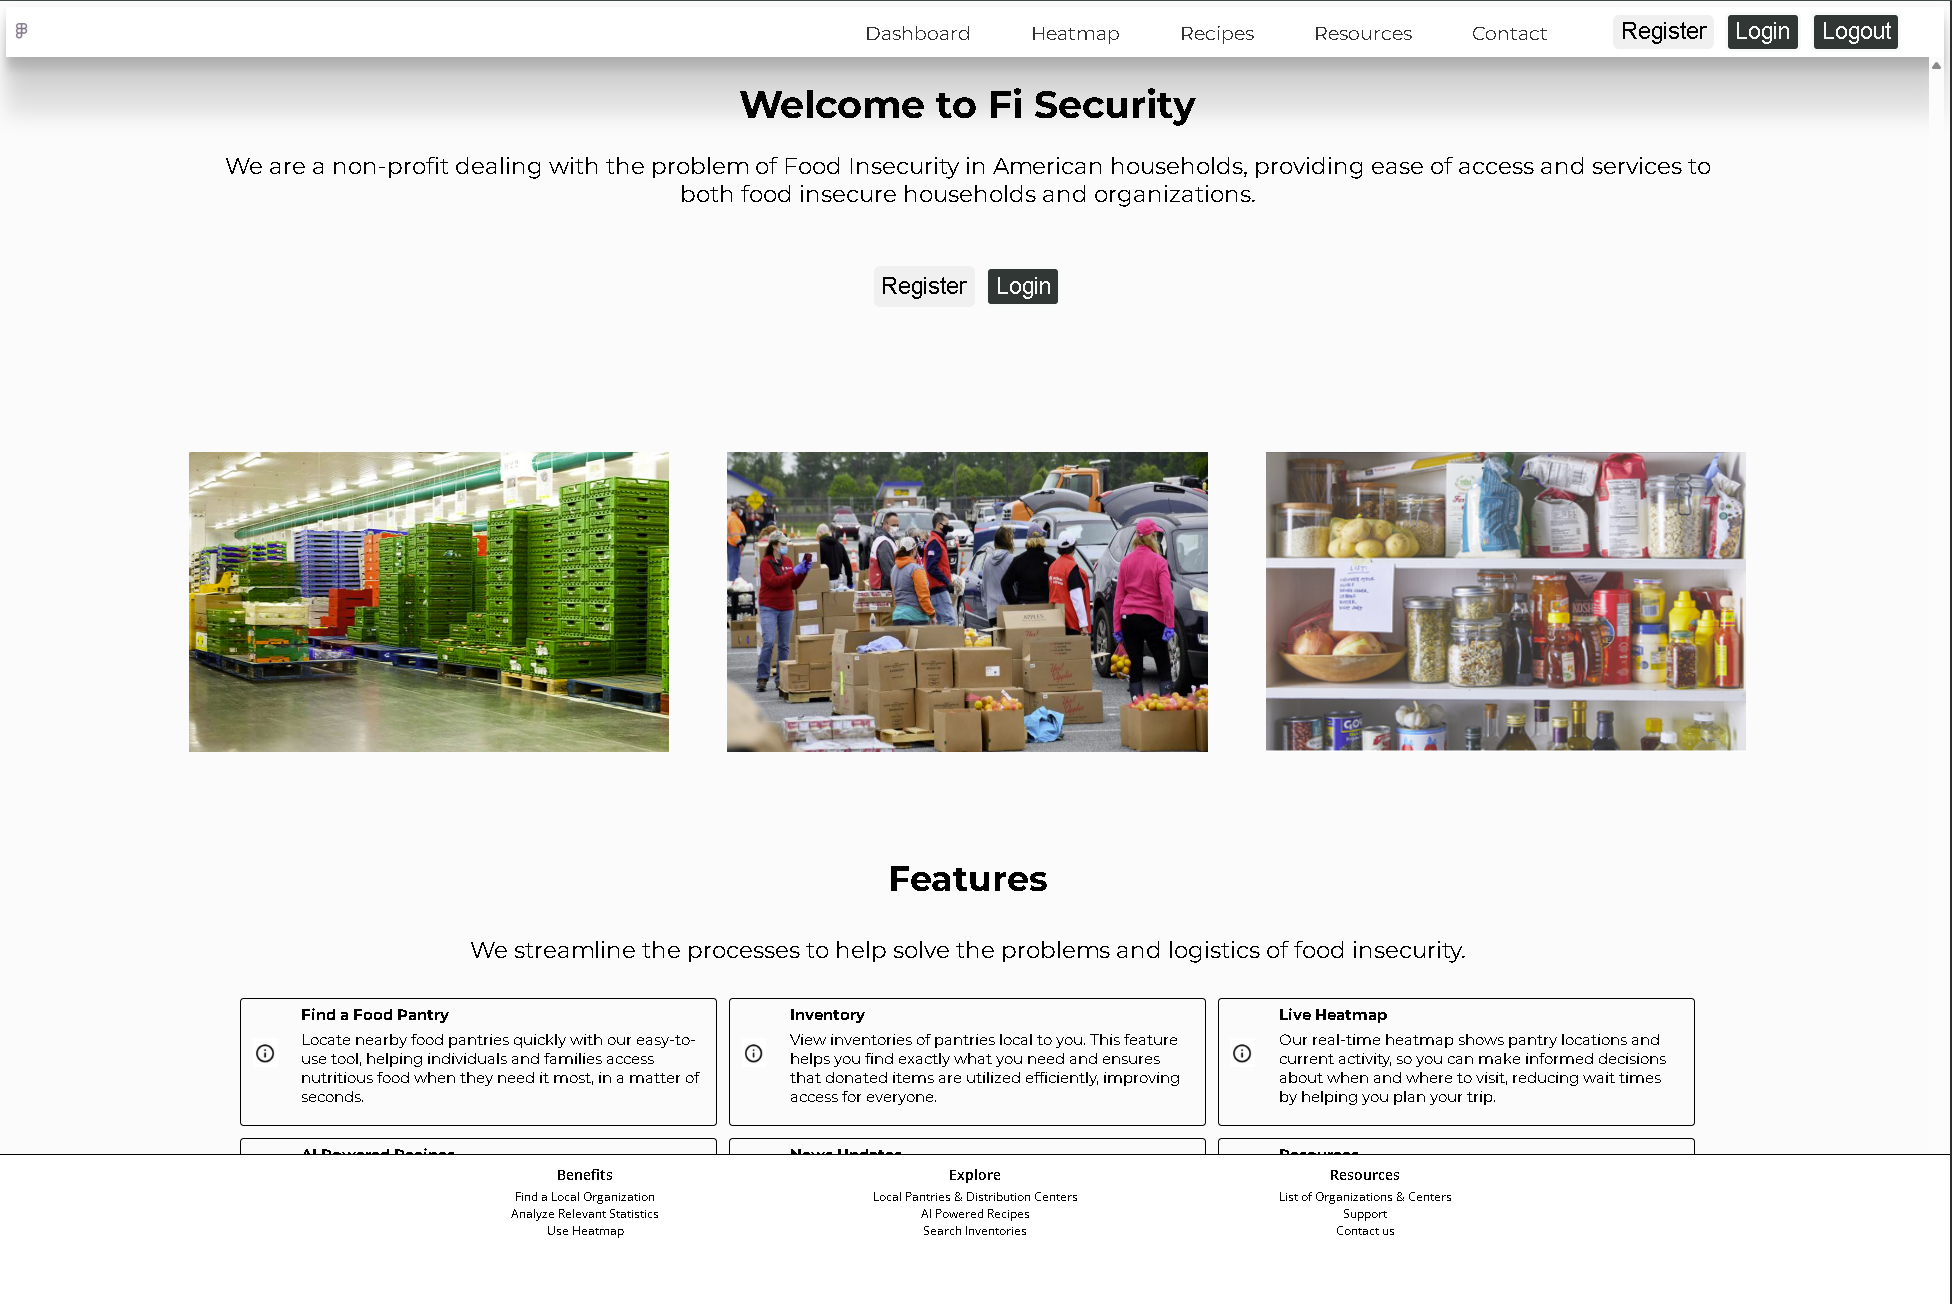 Dashboard Heatmap Recipes Resources Contact Register Login Logout
Welcome to Fi Security
We are a non-profit dealing with the problem of Food Insecurity in American households, providing ease of access and services to
both food insecure households and organizations.
Register Login
Features
We streamline the processes to help solve the problems and logistics of food insecurity.
Find a Food Pantry
Locate nearby food pantries quickly with our easy-to-
use tool, helping individuals and families access
nutritious food when they need it most, in a matter of
seconds.
Inventory
View inventories of pantries local to you. This feature
helps you find exactly what you need and ensures
that donated items are utilized efficiently, improving
access for everyone.
Live Heatmap
Our real-time heatmap shows pantry locations and
current activity, so you can make informed decisions
about when and where to visit, reducing wait times
by helping you plan your trip.
AI Powered Recipes
News Updates
Resources
Benefits
Find a Local Organization
Analyze Relevant Statistics
Use Heatmap
Explore
Local Pantries & Distribution Centers
AI Powered Recipes
Search Inventories
Resources
List of Organizations & Centers
Support
Contact us